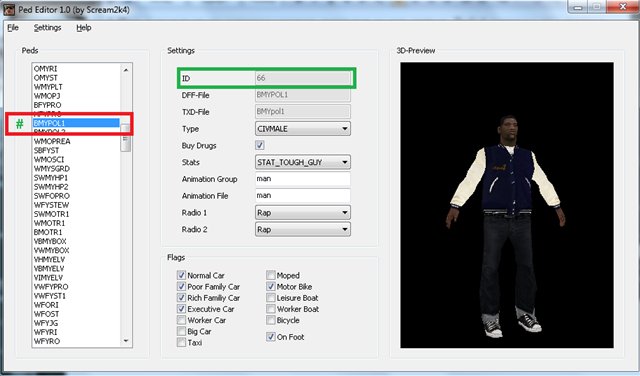 Ped Editor 1.0 (by Scream2k4)
File Settings Help
Peds
OMYRI
OMYST
WMYPLT
WMOPJ
BFYPRO
BMYPOL1
BMYPOL2
WMOPREA
SBFYST
WMOSCI
WMYSGRD
SWMYHP1
SWMYHP2
SWFOPRO
WFYSTEW
SWMOTR1
WMOTR1
BMOTR1
VBMYBOX
VWMYBOX
VHMYELV
VBMYELV
VIMYELV
VWFYPRO
VWFYST1
WFORI
WFOST
WFYJG
WFYRI
WFYRO
#
Settings
ID 66
DFF-File BMYPOL1
TXD-File BMYpol1
Type CIVMALE
Buy Drugs
Stats STAT_TOUGH_GUY
Animation Group man
Animation File man
Radio 1 Rap
Radio 2 Rap
Flags
Normal Car Moped
Poor Family Car Motor Bike
Rich Familiy Car Leisure Boat
Executive Car Worker Boat
Worker Car Bicycle
Big Car
Taxi On Foot
3D-Preview